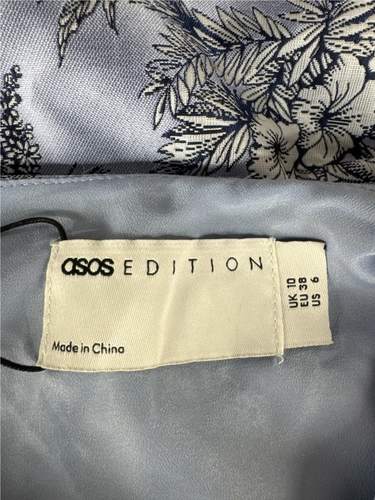 asos EDITION
Made in China
UK 10
EU 38
US 6